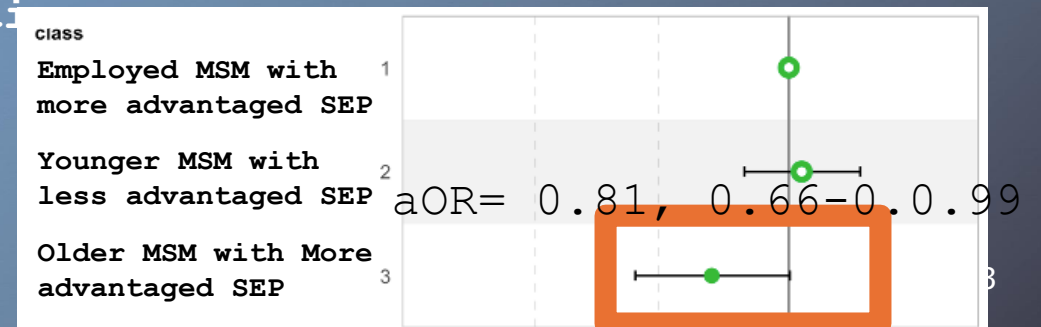 class
Employed MSM with
more advantaged SEP
1
Younger MSM with
less advantaged SEP
2
aOR= 0.81, 0.66-0.0.99
Older MSM with More
advantaged SEP
3